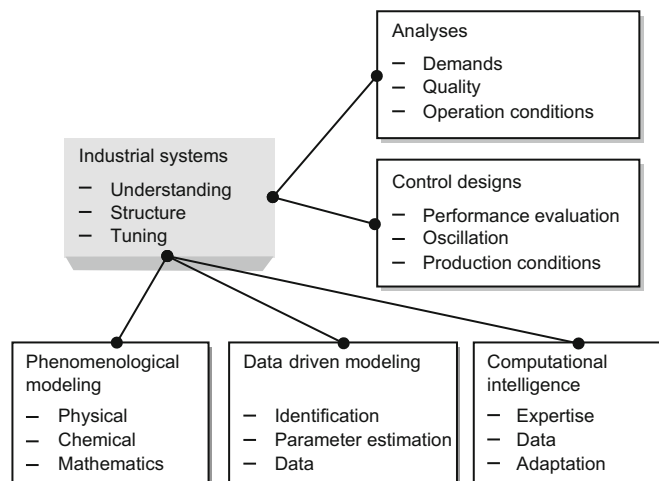 Analyses
– Demands
– Quality
– Operation conditions
Industrial systems
– Understanding
– Structure
– Tuning
Control designs
– Performance evaluation
– Oscillation
– Production conditions
Phenomenological
modeling
– Physical
– Chemical
– Mathematics
Data driven modeling
– Identification
– Parameter estimation
– Data
Computational
intelligence
– Expertise
– Data
– Adaptation